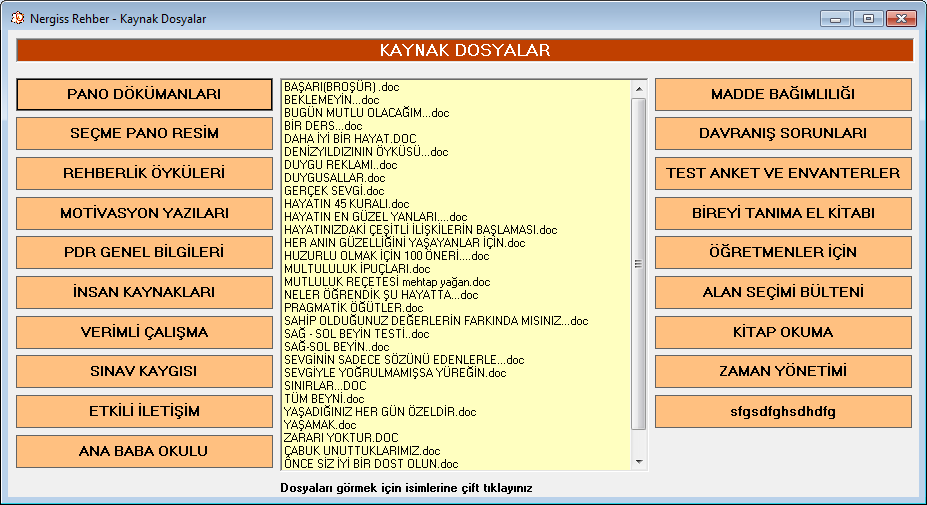 Nergiss Rehber - Kaynak Dosyalar
KAYNAK DOSYALAR
PANO DÖKÜMANLARI
SEÇME PANO RESİM
REHBERLİK ÖYKÜLERİ
MOTİVASYON YAZILARI
PDR GENEL BİLGİLERİ
İNSAN KAYNAKLARI
VERİMLİ ÇALIŞMA
SINAV KAYGISI
ETKİLİ İLETİŞİM
ANA BABA OKULU
BAŞARI(BROŞÜR) .doc
BEKLEMEYİN...doc
BUGÜN MUTLU OLACAĞIM...doc
BİR DERS...doc
DAHA İYİ BİR HAYAT.DOC
DENİZYILDIZININ ÖYKÜSÜ...doc
DUYGU REKLAMI..doc
DUYGUSALLAR.doc
GERÇEK SEVGİ.doc
HAYATIN 45 KURALI.doc
HAYATIN EN GÜZEL YANLARI....doc
HAYATINIZDAKİ ÇEŞİTLİ İLİŞKİLERİN BAŞLAMASI.doc
HER ANIN GÜZELLİĞİNİ YAŞAYANLAR İÇİN.doc
HUZURLU OLMAK İÇİN 100 ÖNERİ....doc
MULTULULUK İPUÇLARI.doc
MUTLULUK REÇETESİ mehtap yağan.doc
NELER ÖĞRENDİK ŞU HAYATTA...doc
PRAGMATİK ÖĞÜTLER.doc
SAHİP OLDUĞUNUZ DEĞERLERİN FARKINDA MISINIZ...doc
SAĞ - SOL BEYİN TESTİ..doc
SAĞ-SOL BEYİN..doc
SEVGİNİN SADECE SÖZÜNÜ EDENLERLE...doc
SEVGİYLE YOĞRULMAMIŞSA YÜREĞİN.doc
SINIRLAR...DOC
TÜM BEYNİ.doc
YAŞADIĞINIZ HER GÜN ÖZELDİR.doc
YAŞAMAK.doc
ZARARI YOKTUR.DOC
ÇABUK UNUTTUKLARIMIZ.doc
ÖNCE SİZ İYİ BİR DOST OLUN.doc
Dosyaları görmek için isimlerine çift tıklayınız
MADDE BAĞIMLILIĞI
DAVRANIŞ SORUNLARI
TEST ANKET VE ENVANTERLER
BİREYİ TANIMA EL KİTABI
ÖĞRETMENLER İÇİN
ALAN SEÇİMİ BÜLTENİ
KİTAP OKUMA
ZAMAN YÖNETİMİ
sfgsdfghsdhdfg